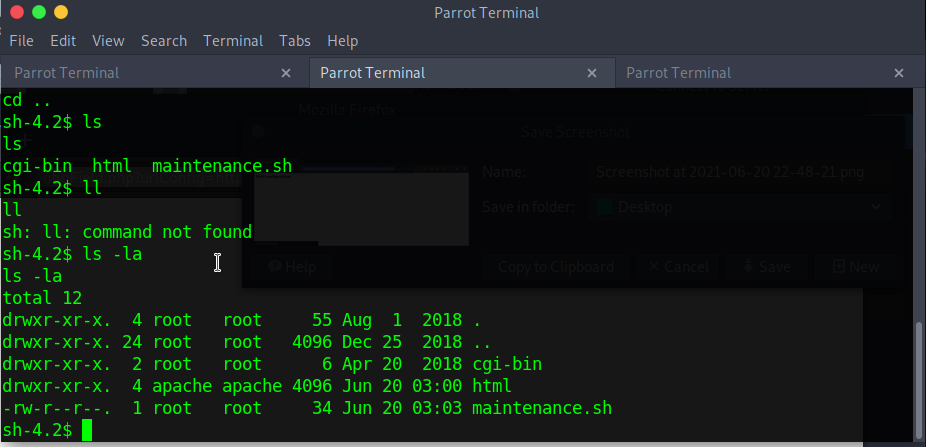 Parrot Terminal
File Edit View Search Terminal Tabs Help
Parrot Terminal × Parrot Terminal × Parrot Terminal ×
cd ..
sh-4.2$ ls
ls
cgi-bin  html  maintenance.sh
sh-4.2$ ll
ll
sh: ll: command not found
sh-4.2$ ls -la
ls -la
total 12
drwxr-xr-x.  4 root   root     55 Aug  1  2018 .
drwxr-xr-x. 24 root   root   4096 Dec 25  2018 ..
drwxr-xr-x.  2 root   root      6 Apr 20  2018 cgi-bin
drwxr-xr-x.  4 apache apache 4096 Jun 20 03:00 html
-rw-r--r--.  1 root   root     34 Jun 20 03:03 maintenance.sh
sh-4.2$
Mozilla Firefox
Save Screenshot
Name: Screenshot at 2021-06-20 22-48-21.png
Save in folder: Desktop
Help Copy to Clipboard Cancel Save New